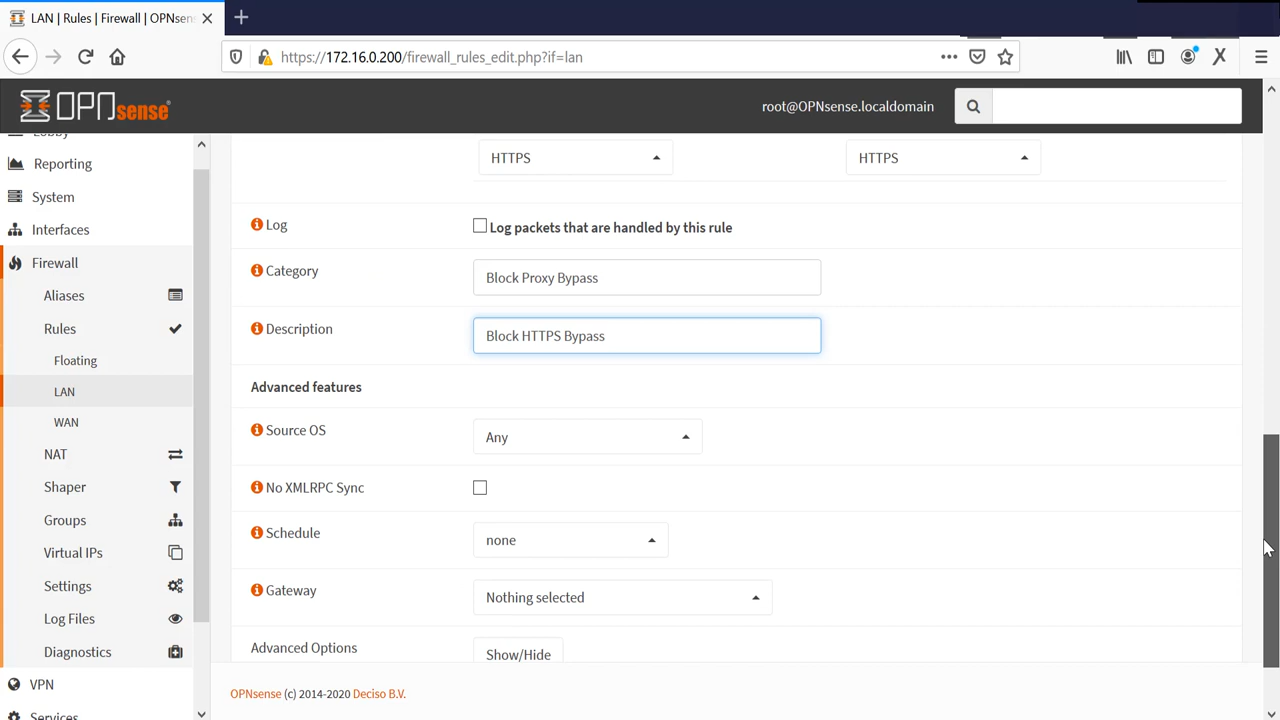 LAN | Rules | Firewall | OPNsens
https://172.16.0.200/firewall_rules_edit.php?if=lan
OPNsense®
root@OPNsense.localdomain
Lobby
Reporting
System
Interfaces
Firewall
Aliases
Rules
Floating
LAN
WAN
NAT
Shaper
Groups
Virtual IPs
Settings
Log Files
Diagnostics
VPN
Services
HTTPS HTTPS
Log Log packets that are handled by this rule
Category Block Proxy Bypass
Description Block HTTPS Bypass
Advanced features
Source OS Any
No XMLRPC Sync
Schedule none
Gateway Nothing selected
Advanced Options Show/Hide
OPNsense (c) 2014-2020 Deciso B.V.